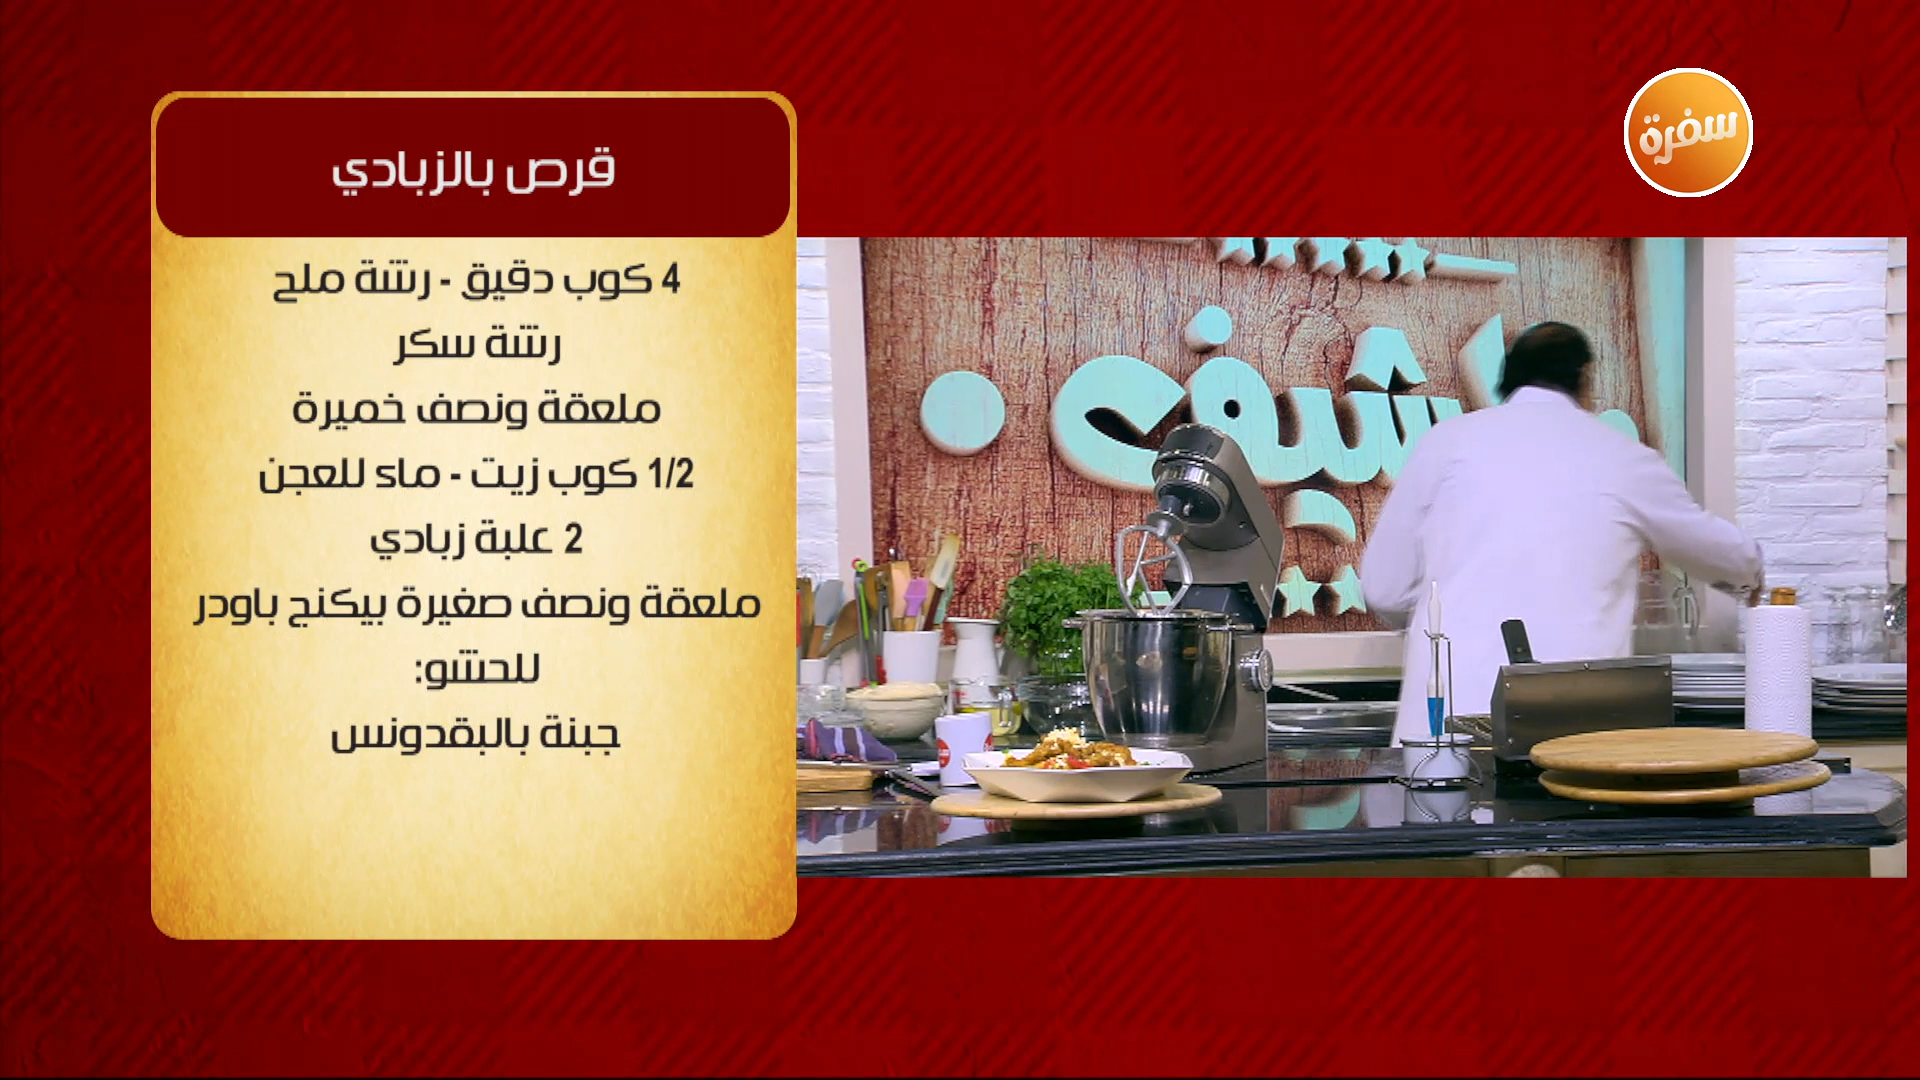 سفرة
قرص بالزبادي
4 كوب دقيق - رشة ملح
رشة سكر
ملعقة ونصف خميرة
1/2 كوب زيت - ماء للعجن
2 علبة زبادي
ملعقة ونصف صغيرة بيكنج باودر
للحشو:
جبنة بالبقدونس